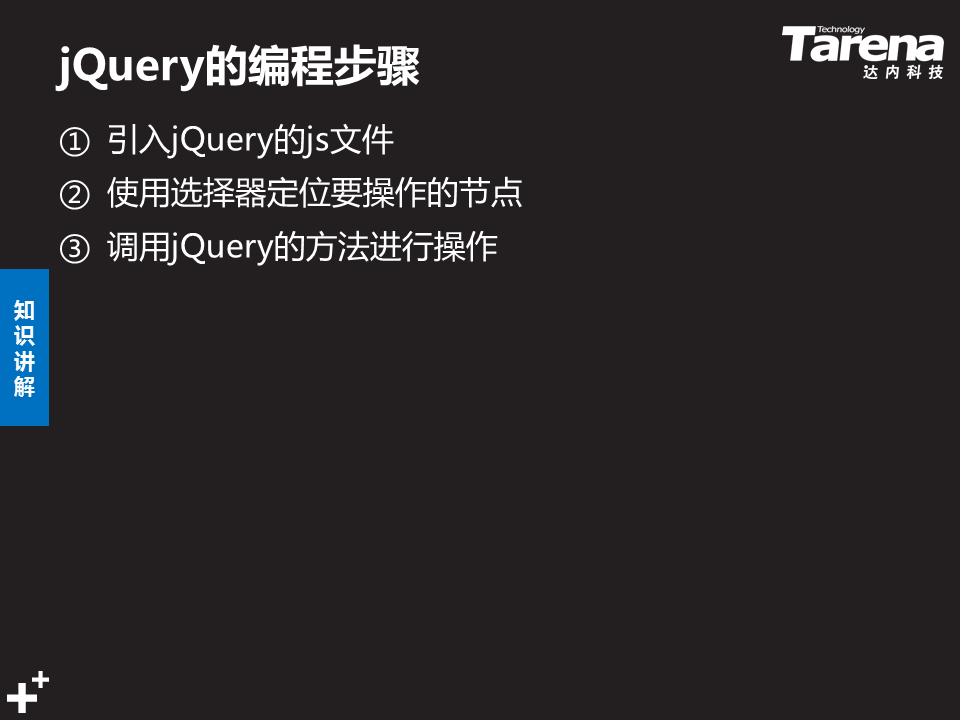 jQuery的编程步骤
Technology
Tarena
达内科技
① 引入jQuery的js文件
② 使用选择器定位要操作的节点
③ 调用jQuery的方法进行操作
知
识
讲
解